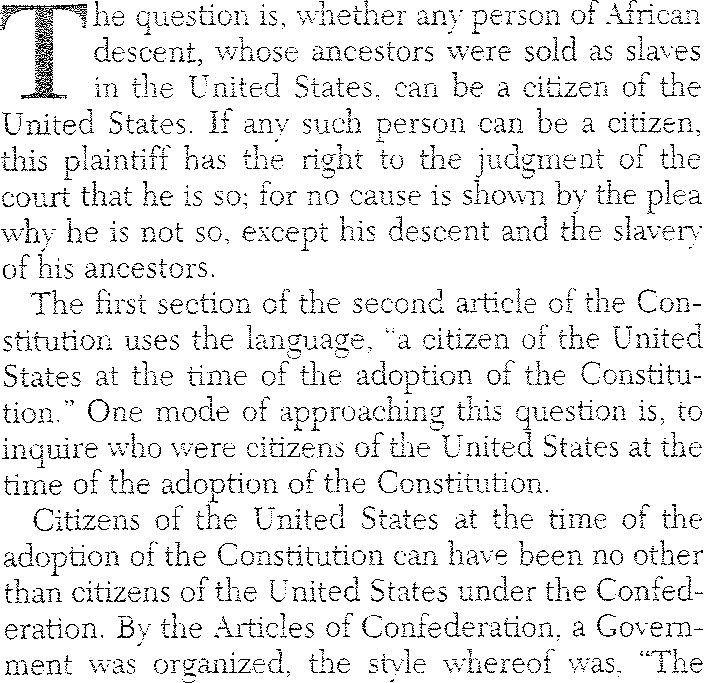 The question is, whether any person of African
descent, whose ancestors were sold as slaves
in the United States, can be a citizen of the
United States. If any such person can be a citizen,
this plaintiff has the right to the judgment of the
court that he is so; for no cause is shown by the plea
why he is not so, except his descent and the slavery
of his ancestors.
The first section of the second article of the Con-
stitution uses the language, “a citizen of the United
States at the time of the adoption of the Constitu-
tion.” One mode of approaching this question is, to
inquire who were citizens of the United States at the
time of the adoption of the Constitution.
Citizens of the United States at the time of the
adoption of the Constitution can have been no other
than citizens of the United States under the Confed-
eration. By the Articles of Confederation, a Govern-
ment was organized, the style whereof was, “The